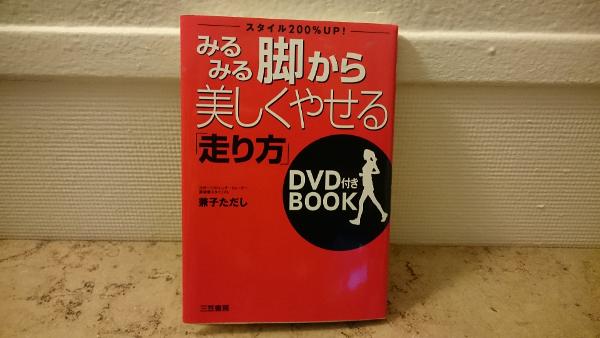 スタイル200%UP!
みるみる脚から
美しくやせる
「走り方」
DVD付き
BOOK
兼子ただし
三笠書房